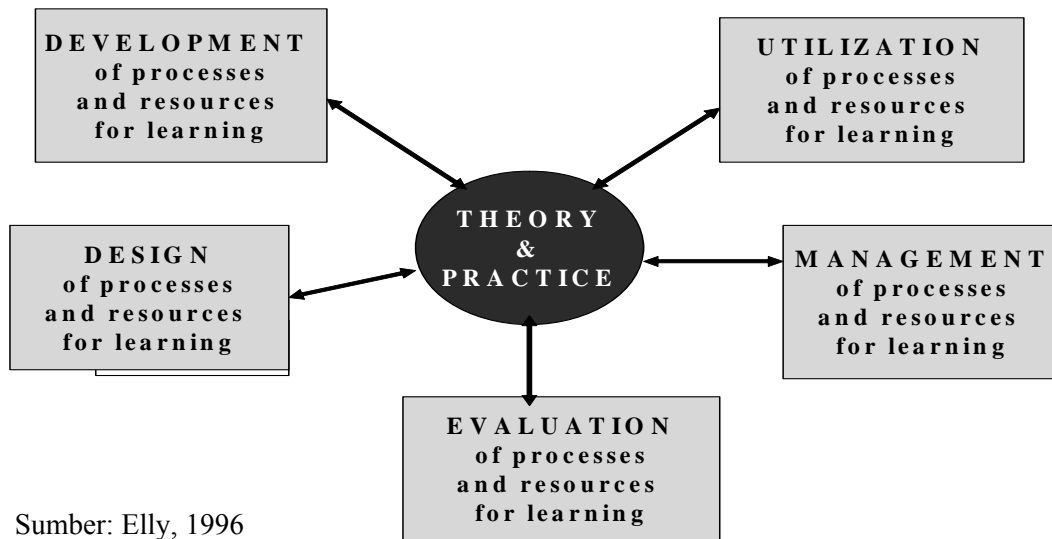 DEVELOPMENT
of processes
and resources
for learning
UTILIZATION
of processes
and resources
for learning
THEORY
&
PRACTICE
DESIGN
of processes
and resources
for learning
MANAGEMENT
of processes
and resources
for learning
EVALUATION
of processes
and resources
for learning
Sumber: Elly, 1996